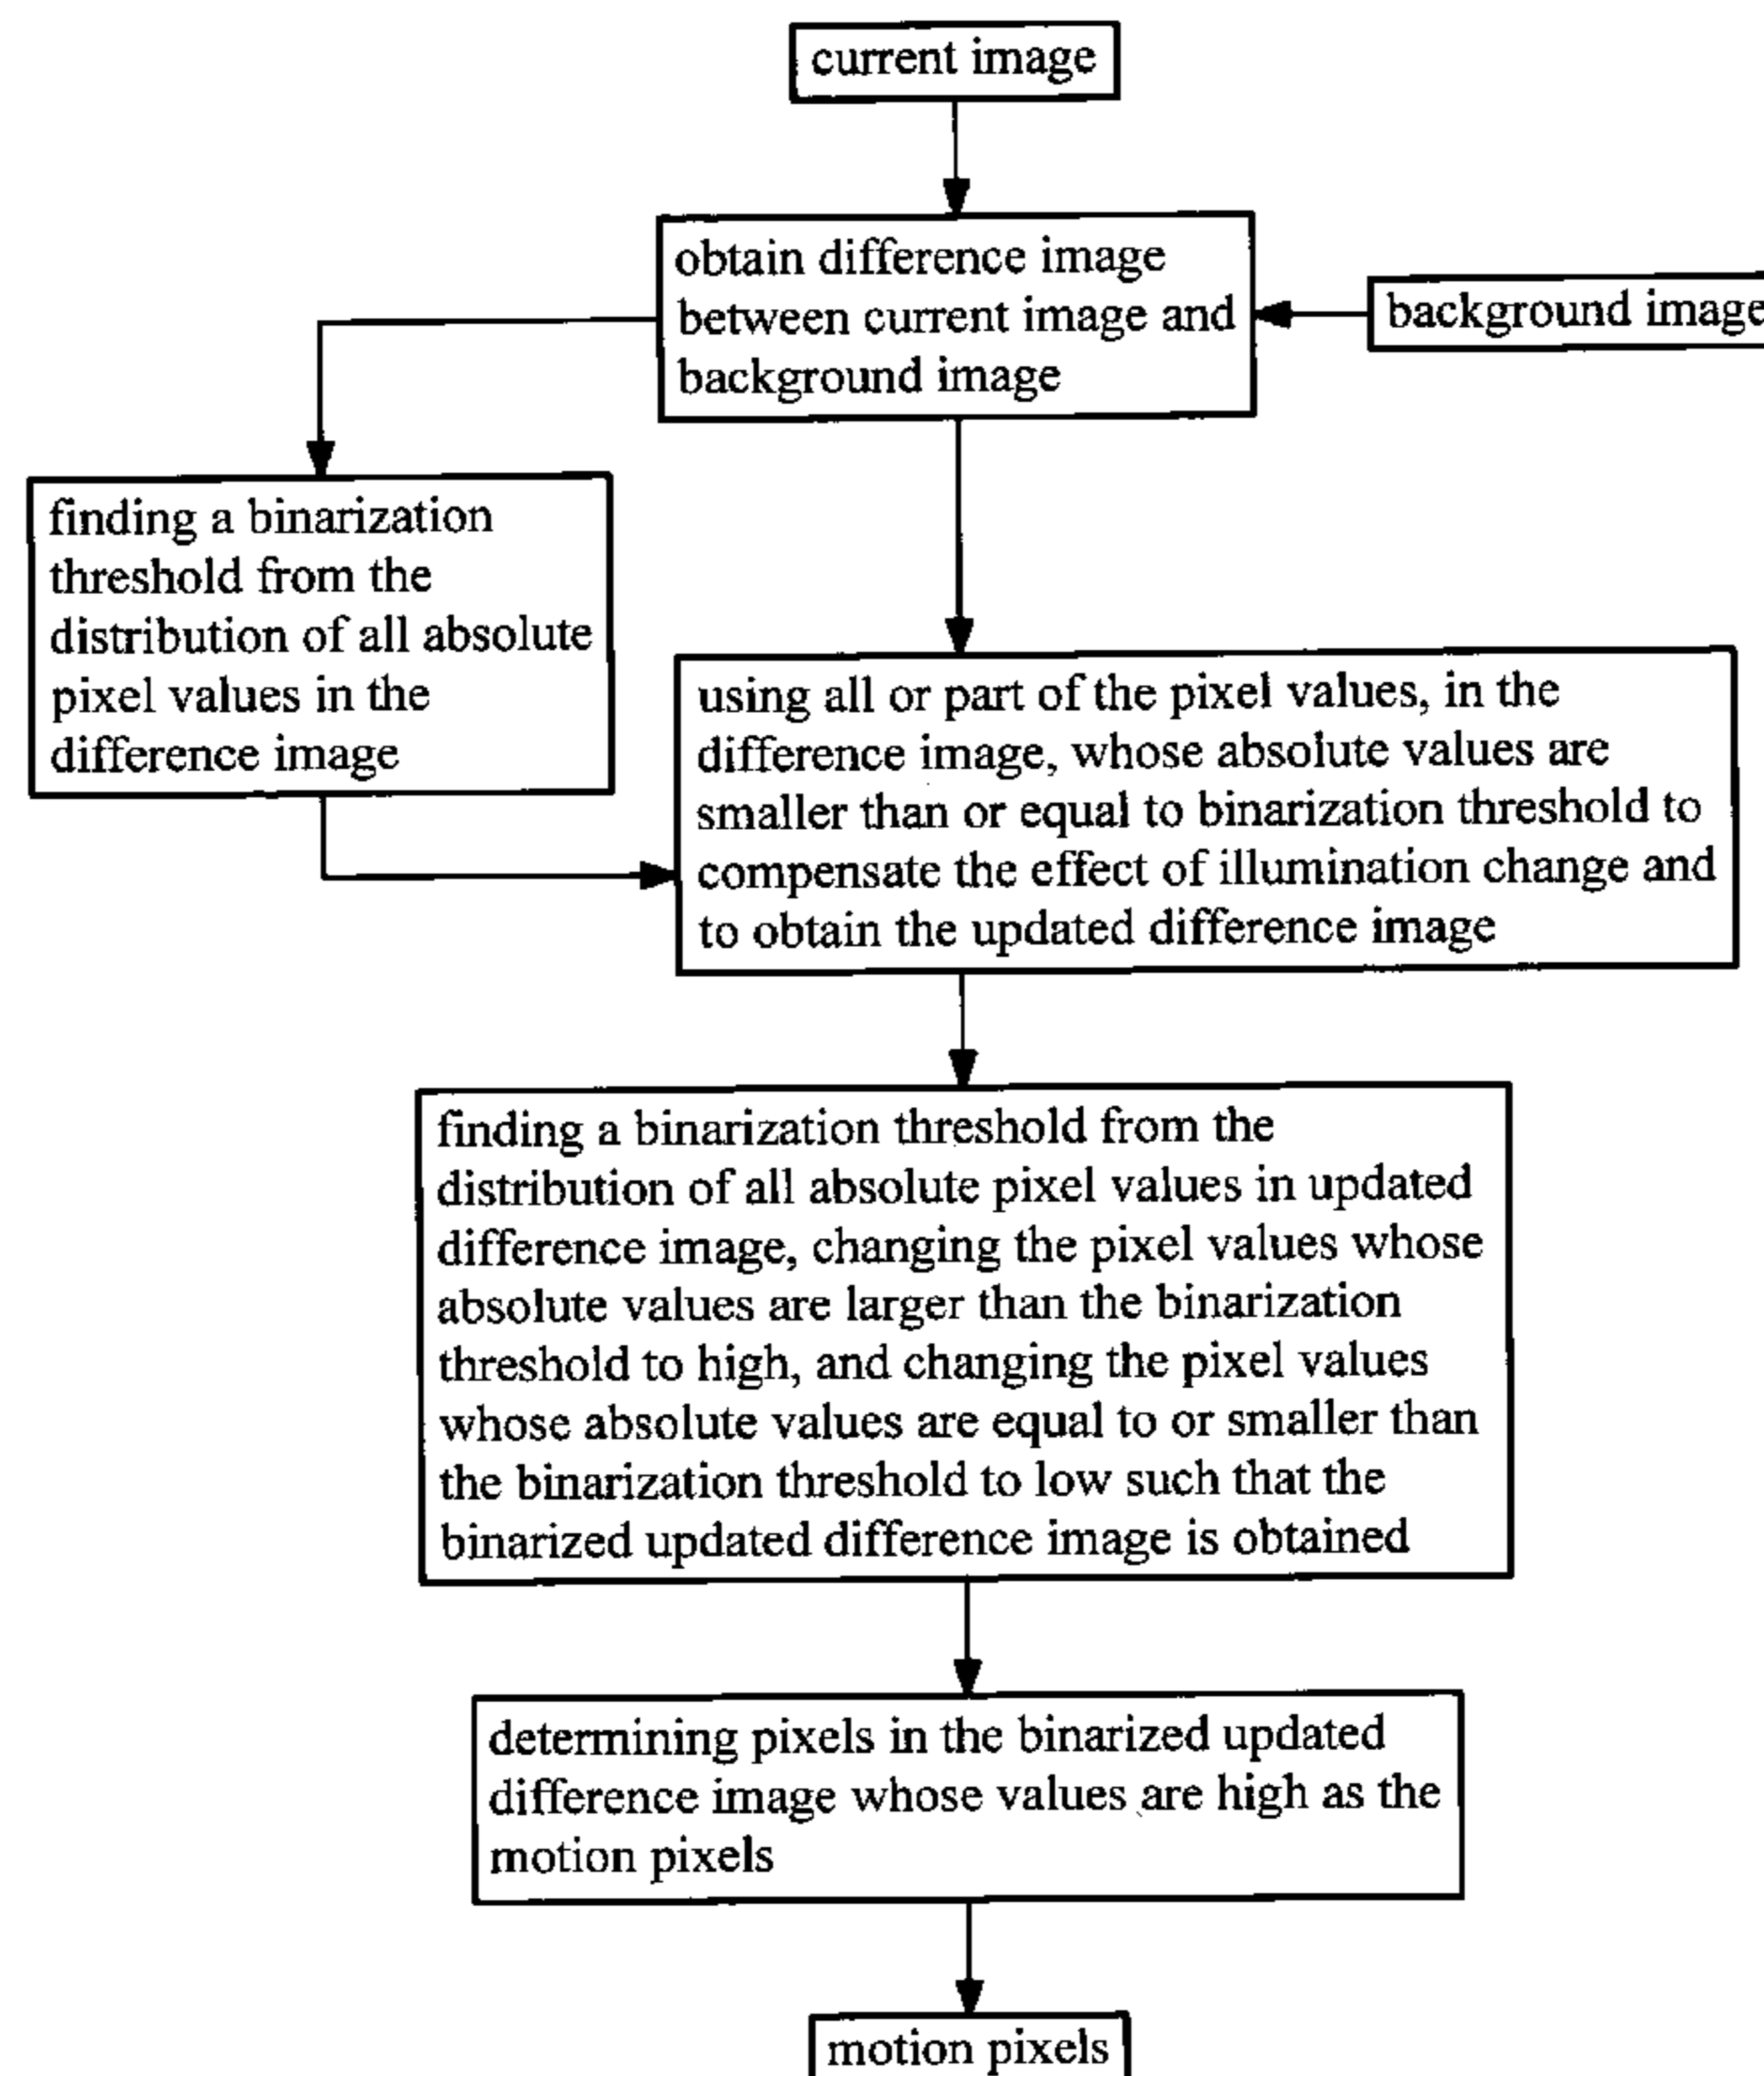 current image
obtain difference image
between current image and
background image
background image
finding a binarization
threshold from the
distribution of all absolute
pixel values in the
difference image
using all or part of the pixel values, in the
difference image, whose absolute values are
smaller than or equal to binarization threshold to
compensate the effect of illumination change and
to obtain the updated difference image
finding a binarization threshold from the
distribution of all absolute pixel values in updated
difference image, changing the pixel values whose
absolute values are larger than the binarization
threshold to high, and changing the pixel values
whose absolute values are equal to or smaller than
the binarization threshold to low such that the
binarized updated difference image is obtained
determining pixels in the binarized updated
difference image whose values are high as the
motion pixels
motion pixels